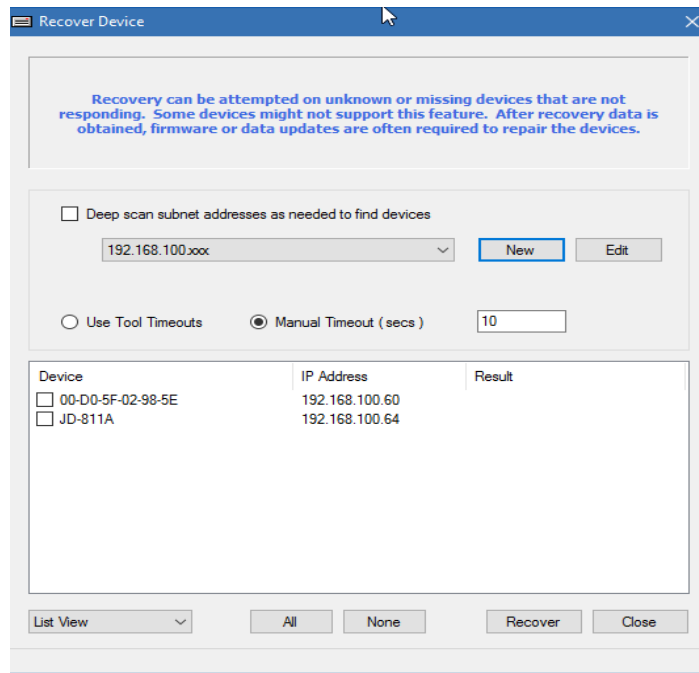 Recover Device
Recovery can be attempted on unknown or missing devices that are not
responding. Some devices might not support this feature. After recovery data is
obtained, firmware or data updates are often required to repair the devices.
Deep scan subnet addresses as needed to find devices
192.168.100.xxx New Edit
Use Tool Timeouts Manual Timeout ( secs ) 10
Device IP Address Result
00-D0-5F-02-98-5E 192.168.100.60
JD-811A 192.168.100.64
List View All None Recover Close